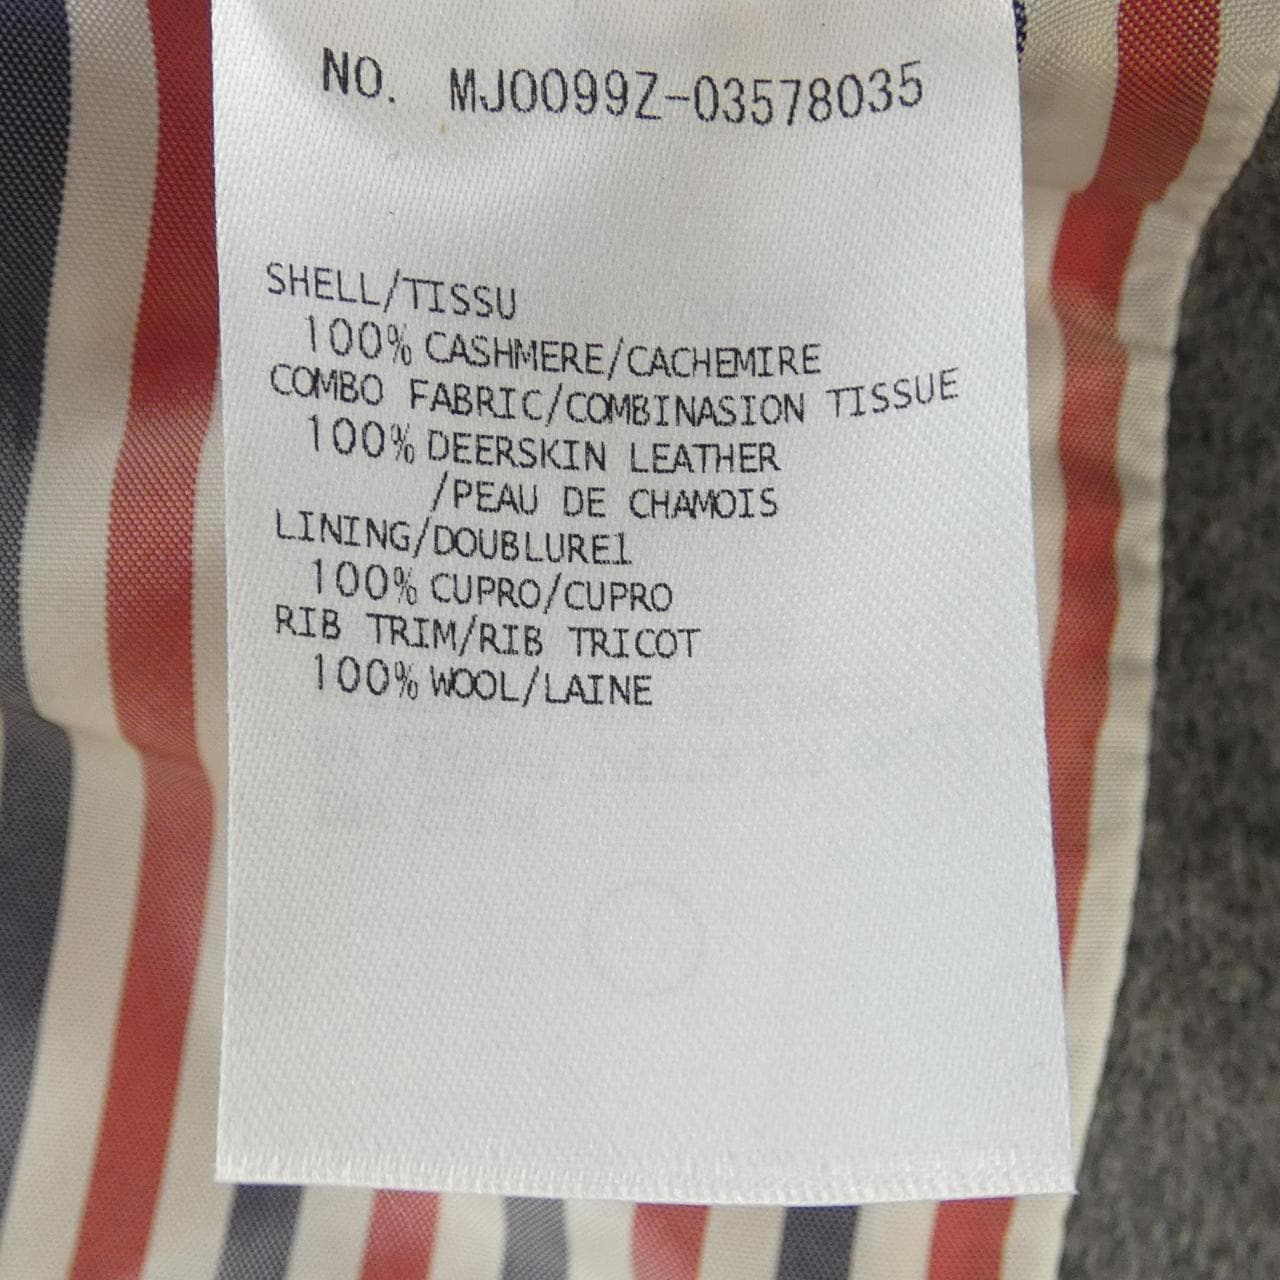 NO. MJ0099Z-03578035
SHELL/TISSU
100% CASHMERE/CACHEMIRE
COMBO FABRIC/COMBINASION TISSUE
100% DEERSKIN LEATHER
/PEAU DE CHAMOIS
LINING/DOUBLURE1
100% CUPRO/CUPRO
RIB TRIM/RIB TRICOT
100% WOOL/LAINE